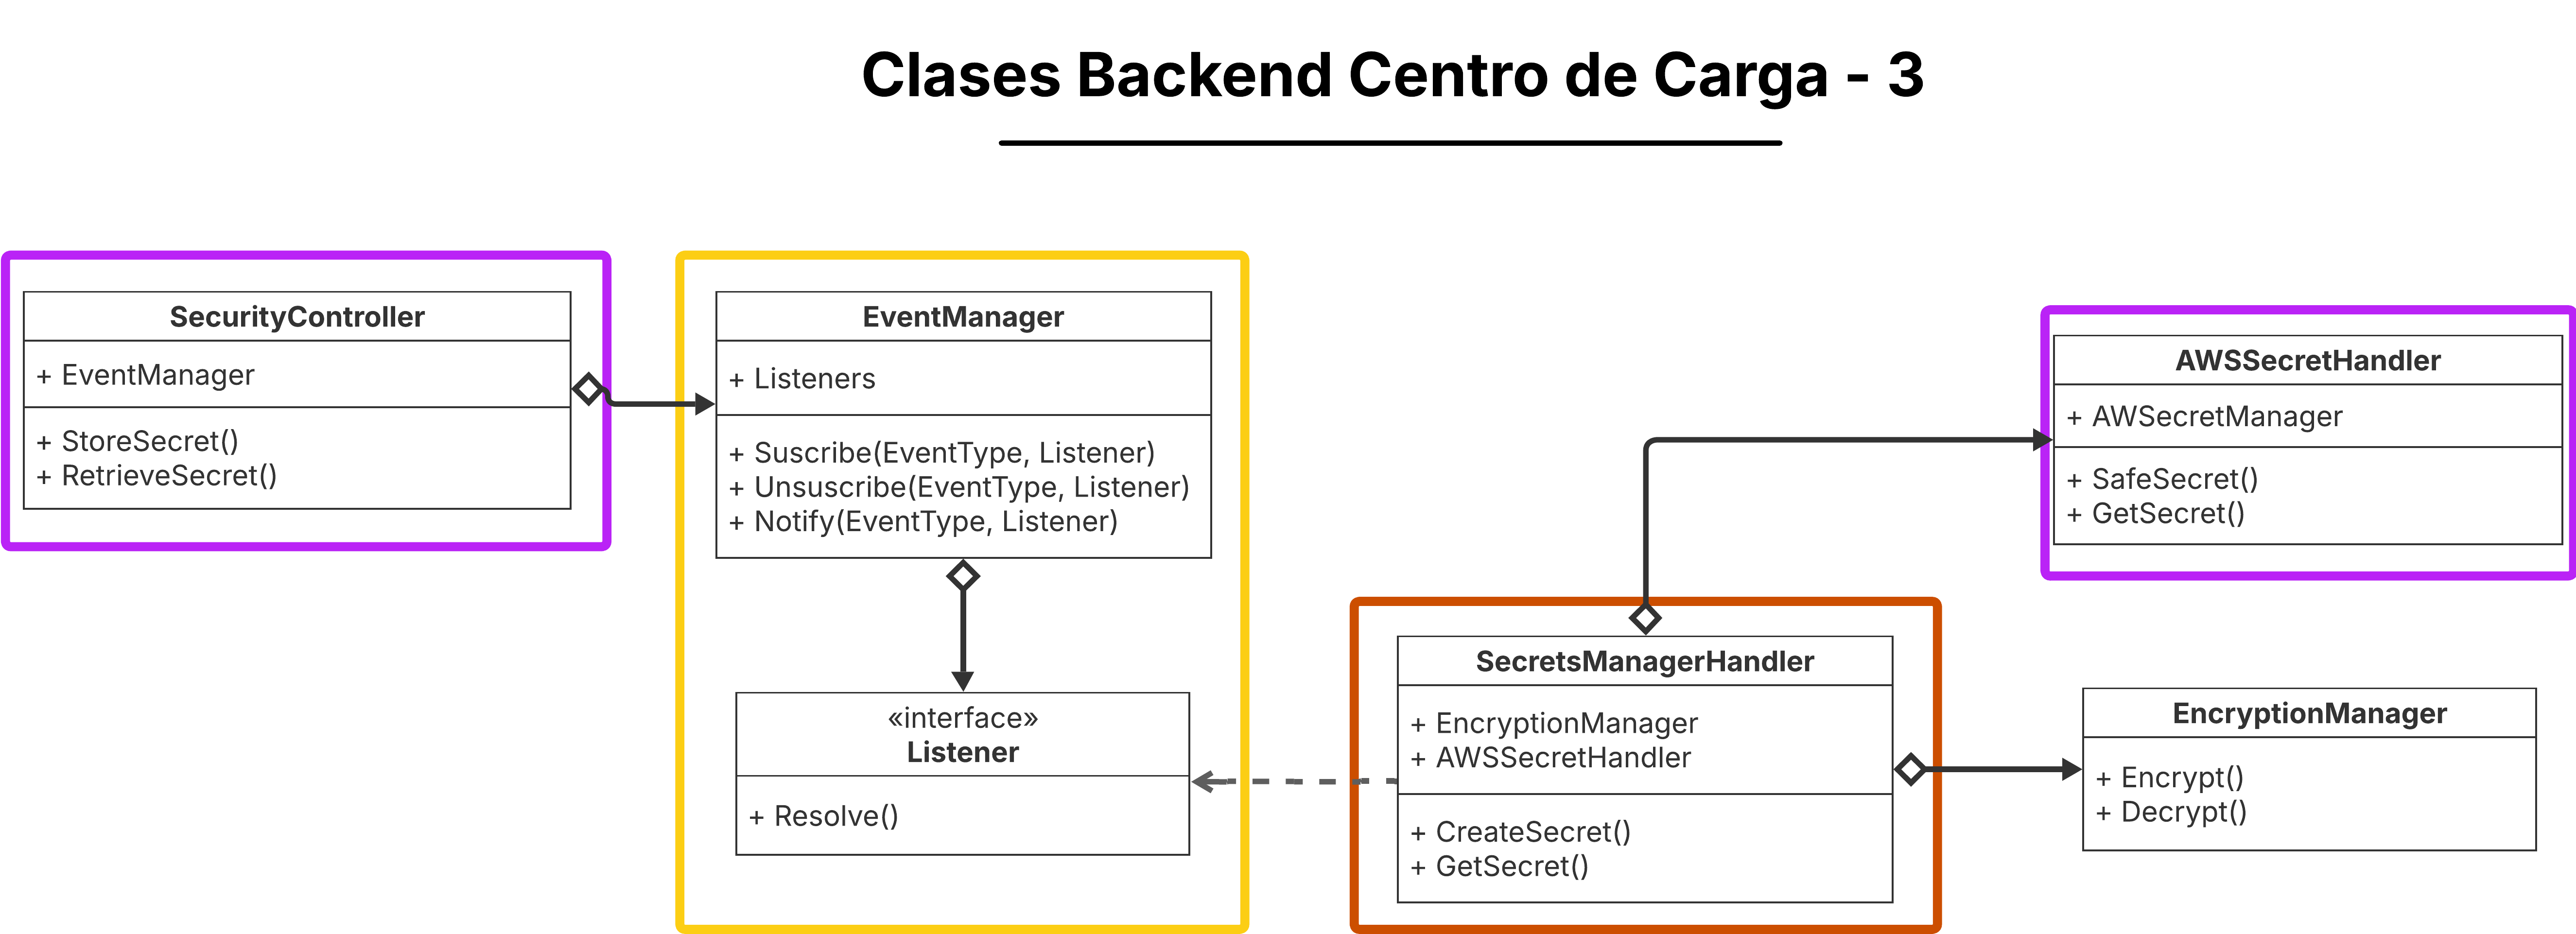 Clases Backend Centro de Carga - 3
SecurityController
+ EventManager
+ StoreSecret()
+ RetrieveSecret()
EventManager
+ Listeners
+ Suscribe(EventType, Listener)
+ Unsuscribe(EventType, Listener)
+ Notify(EventType, Listener)
«interface»
Listener
+ Resolve()
SecretsManagerHandler
+ EncryptionManager
+ AWSSecretHandler
+ CreateSecret()
+ GetSecret()
AWSSecretHandler
+ AWSecretManager
+ SafeSecret()
+ GetSecret()
EncryptionManager
+ Encrypt()
+ Decrypt()